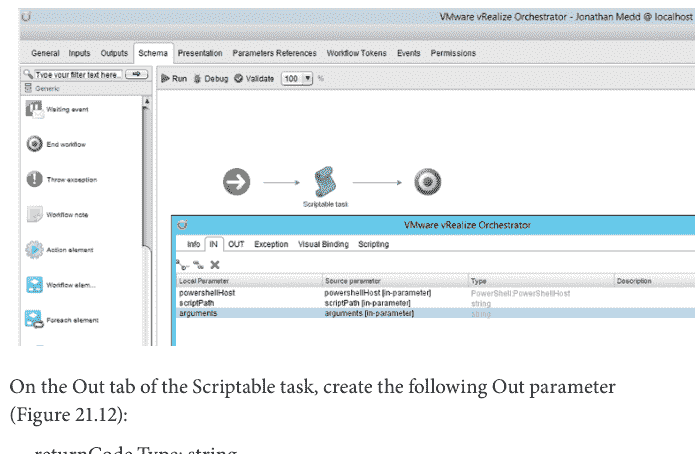 VMware vRealize Orchestrator - Jonathan Medd @ localhost
General Inputs Outputs Schema Presentation Parameters References Workflow Tokens Events Permissions
Type your filter text here... Run Debug Validate 100 %
Generic
Waiting event
End workflow
Throw exception
Workflow note
Action element
Workflow elem...
Foreach element
Scriptable task
VMware vRealize Orchestrator
Info IN OUT Exception Visual Binding Scripting
Local Parameter Source parameter Type Description
powershellHost powershellHost [in-parameter] PowerShell:PowerShellHost
scriptPath scriptPath [in-parameter] string
arguments arguments [in-parameter] string
On the Out tab of the Scriptable task, create the following Out parameter
(Figure 21.12):
returnCode Type: string